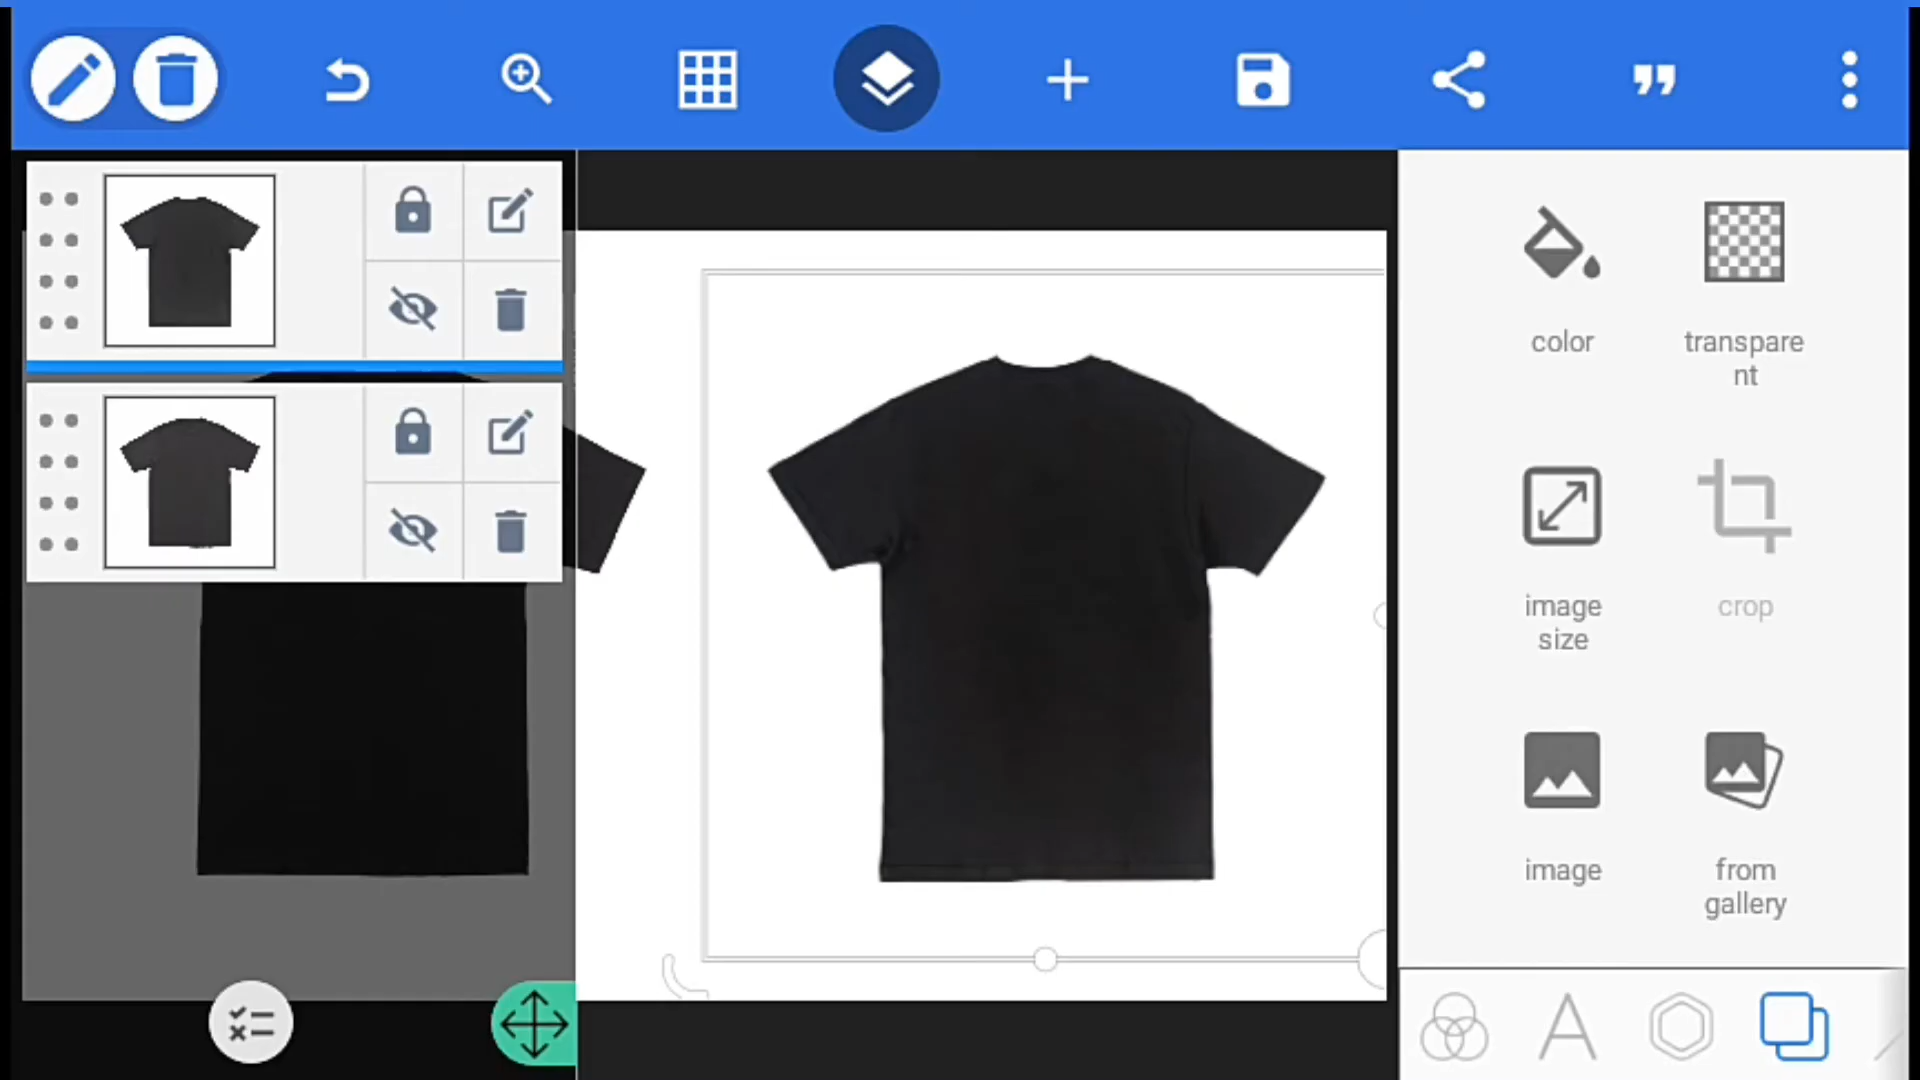 color
transpare
nt
image
size
crop
image
from
gallery